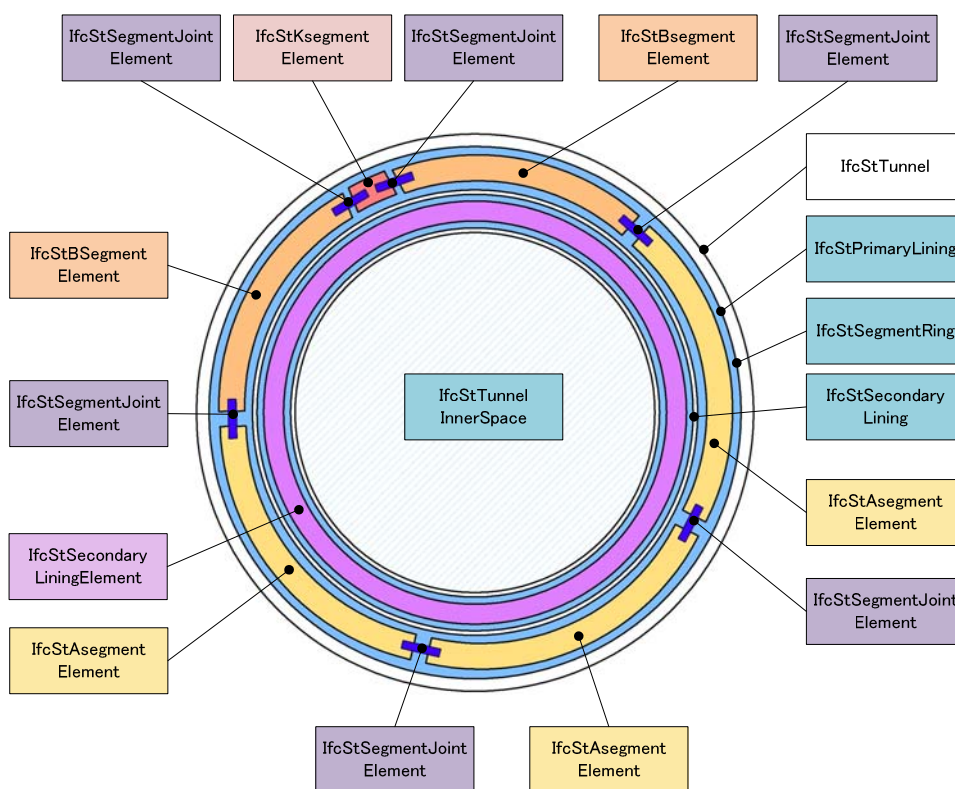 IfcStSegmentJoint
Element
IfcStKsegment
Element
IfcStSegmentJoint
Element
IfcStBsegment
Element
IfcStSegmentJoint
Element
IfcStTunnel
IfcStPrimaryLining
IfcStBSegment
Element
IfcStSegmentRing
IfcStSegmentJoint
Element
IfcStTunnel
InnerSpace
IfcStSecondary
Lining
IfcStAsegment
Element
IfcStSecondary
LiningElement
IfcStSegmentJoint
Element
IfcStAsegment
Element
IfcStSegmentJoint
Element
IfcStAsegment
Element